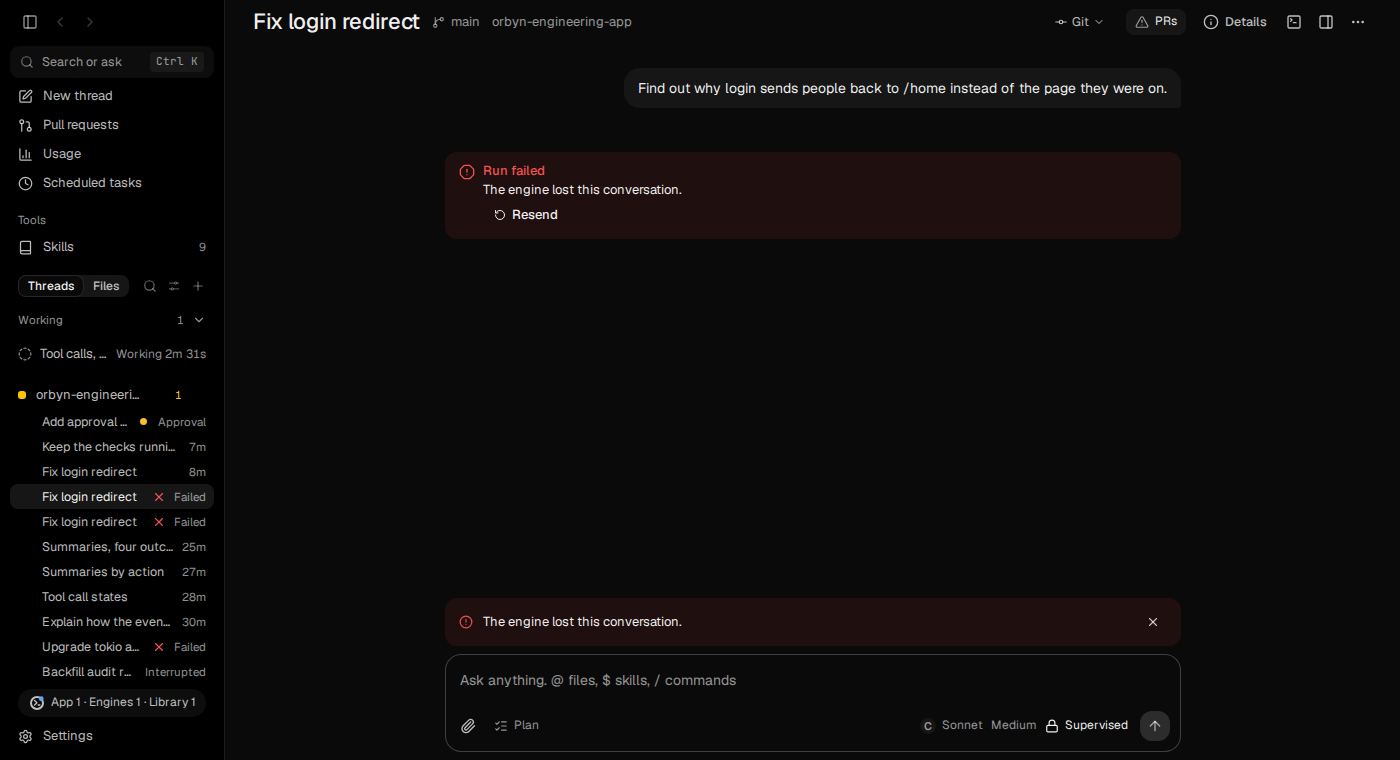 Fix login redirect
main
orbyn-engineering-app
Git
PRs
Details
Search or ask
Ctrl K
New thread
Pull requests
Usage
Scheduled tasks
Tools
Skills 9
Threads Files
Working 1
Tool calls, ... Working 2m 31s
orbyn-engineeri... 1
Add approval ... Approval
Keep the checks runni... 7m
Fix login redirect 8m
Fix login redirect Failed
Fix login redirect Failed
Summaries, four outc... 25m
Summaries by action 27m
Tool call states 28m
Explain how the even... 30m
Upgrade tokio a... Failed
Backfill audit r... Interrupted
App 1 · Engines 1 · Library 1
Settings
Find out why login sends people back to /home instead of the page they were on.
Run failed
The engine lost this conversation.
Resend
The engine lost this conversation.
Ask anything. @ files, $ skills, / commands
Plan
C Sonnet Medium Supervised